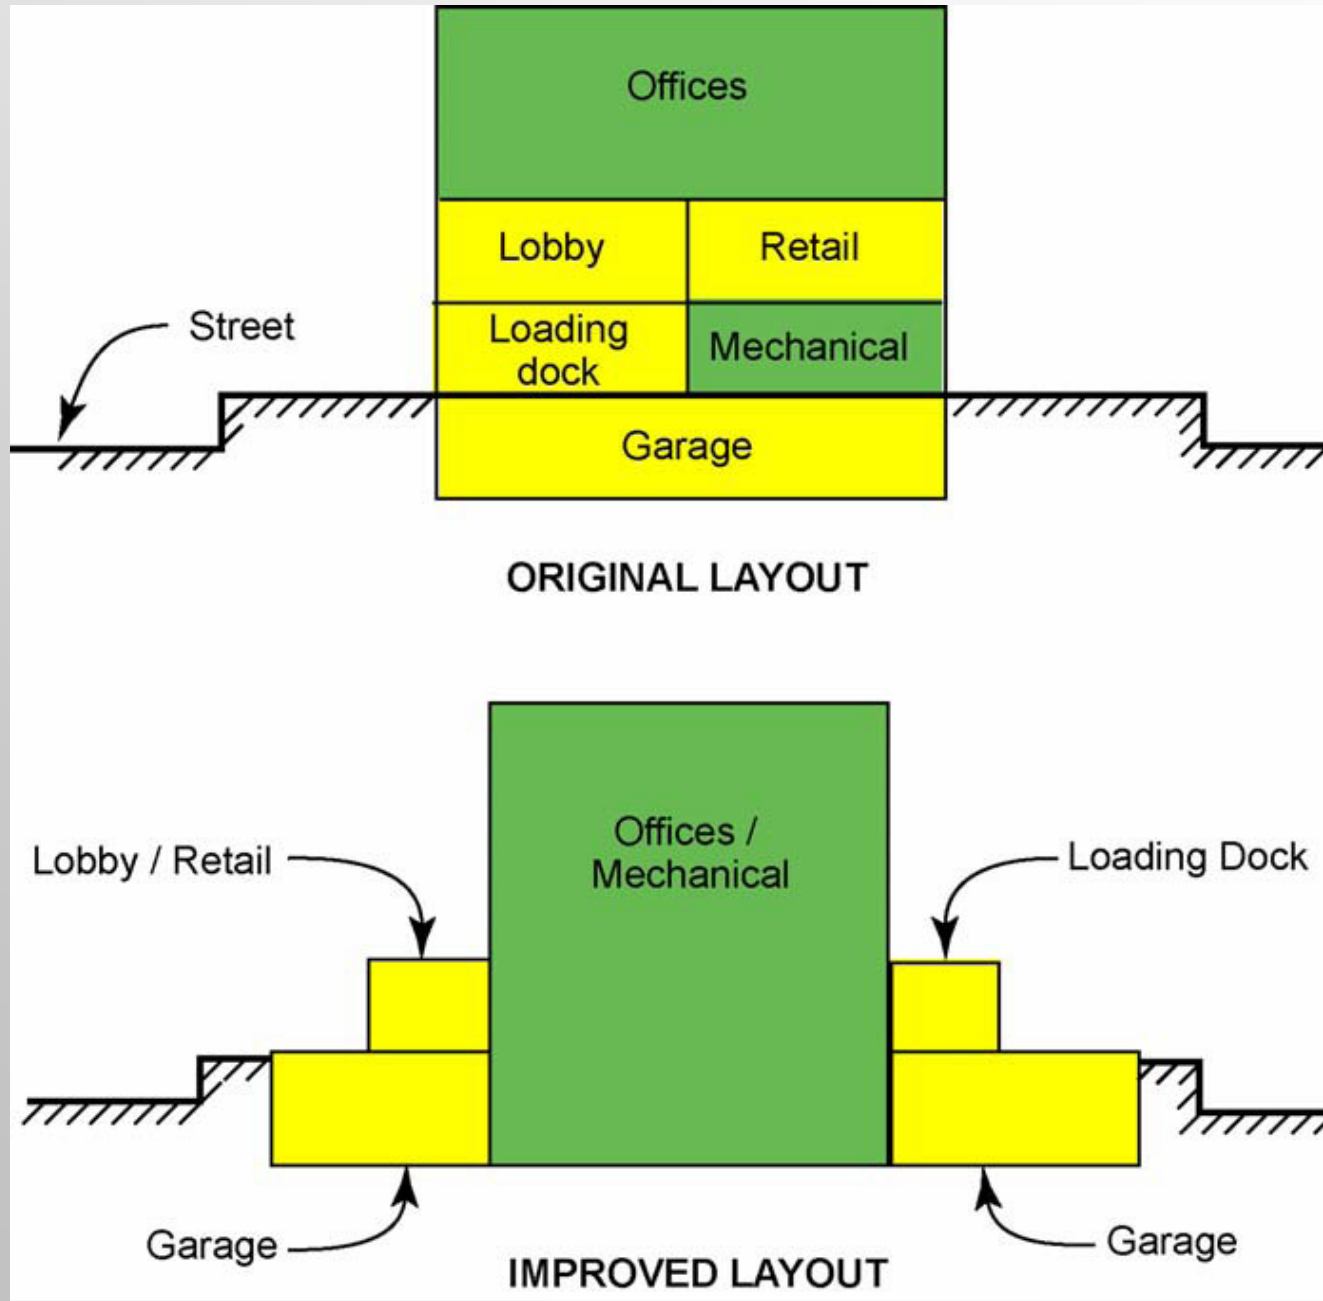 Offices
Lobby
Retail
Street
Loading
dock
Mechanical
Garage
ORIGINAL LAYOUT
Offices /
Mechanical
Lobby / Retail
Loading Dock
Garage
Garage
IMPROVED LAYOUT